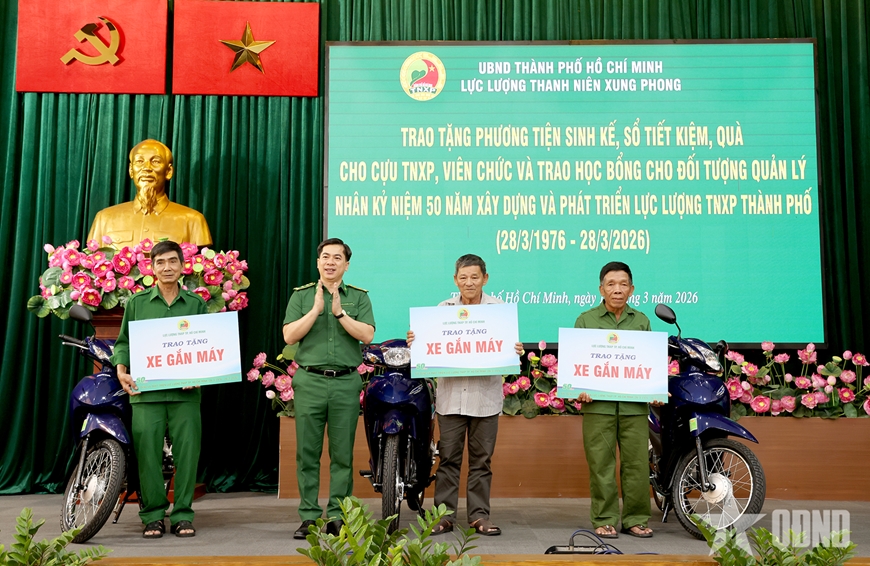 UBND THÀNH PHỐ HỒ CHÍ MINH
LỰC LƯỢNG THANH NIÊN XUNG PHONG
TNXP
TRAO TẶNG PHƯƠNG TIỆN SINH KẾ, SỔ TIẾT KIỆM, QUÀ
CHO CỰU TNXP, VIÊN CHỨC VÀ TRAO HỌC BỔNG CHO ĐỐI TƯỢNG QUẢN LÝ
NHÂN KỶ NIỆM 50 NĂM XÂY DỰNG VÀ PHÁT TRIỂN LỰC LƯỢNG TNXP THÀNH PHỐ
(28/3/1976 - 28/3/2026)
Hồ Chí Minh, ngày
3 năm 2026
TRAO TẶNG
XE GẮN MÁY
TRAO TẶNG
XE GẮN MÁY
TRAO TẶNG
XE GẮN MÁY
QĐND